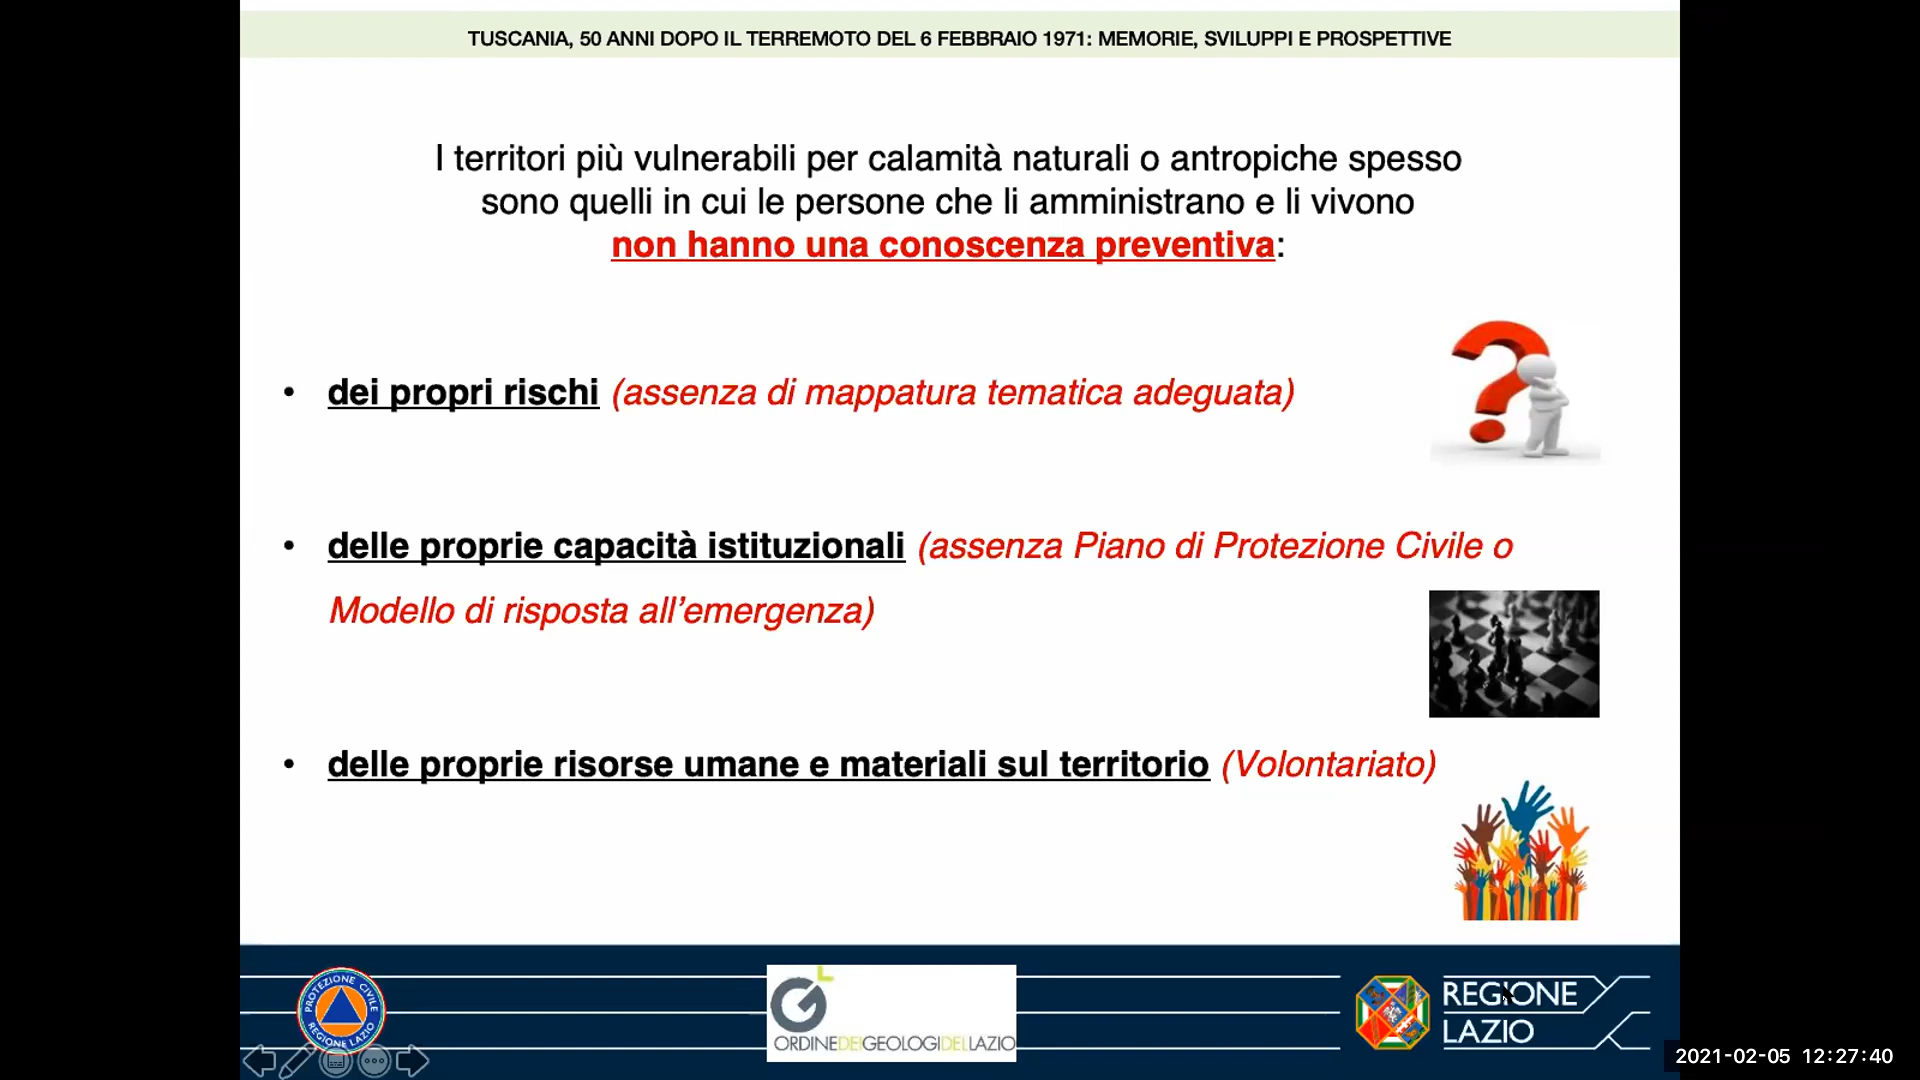 TUSCANIA, 50 ANNI DOPO IL TERREMOTO DEL 6 FEBBRAIO 1971: MEMORIE, SVILUPPI E PROSPETTIVE
I territori più vulnerabili per calamità naturali o antropiche spesso
sono quelli in cui le persone che li amministrano e li vivono
non hanno una conoscenza preventiva:
• dei propri rischi (assenza di mappatura tematica adeguata)
• delle proprie capacità istituzionali (assenza Piano di Protezione Civile o
Modello di risposta all’emergenza)
• delle proprie risorse umane e materiali sul territorio (Volontariato)
PROTEZIONE CIVILE
REGIONE LAZIO
ORDINEDEIGEOLOGIDELLAZIO
REGIONE
LAZIO
2021-02-05 12:27:40